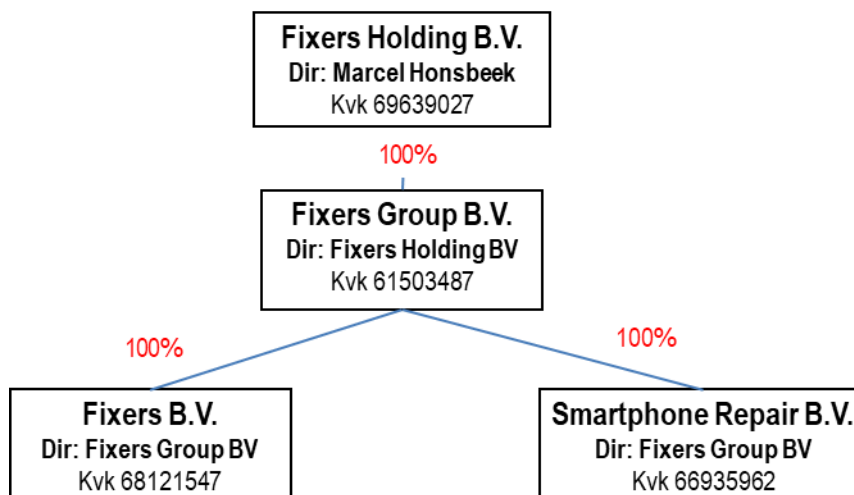 Fixers Holding B.V.
Dir: Marcel Honsbeek
Kvk 69639027
100%
Fixers Group B.V.
Dir: Fixers Holding BV
Kvk 61503487
100%
100%
Fixers B.V.
Dir: Fixers Group BV
Kvk 68121547
Smartphone Repair B.V.
Dir: Fixers Group BV
Kvk 66935962